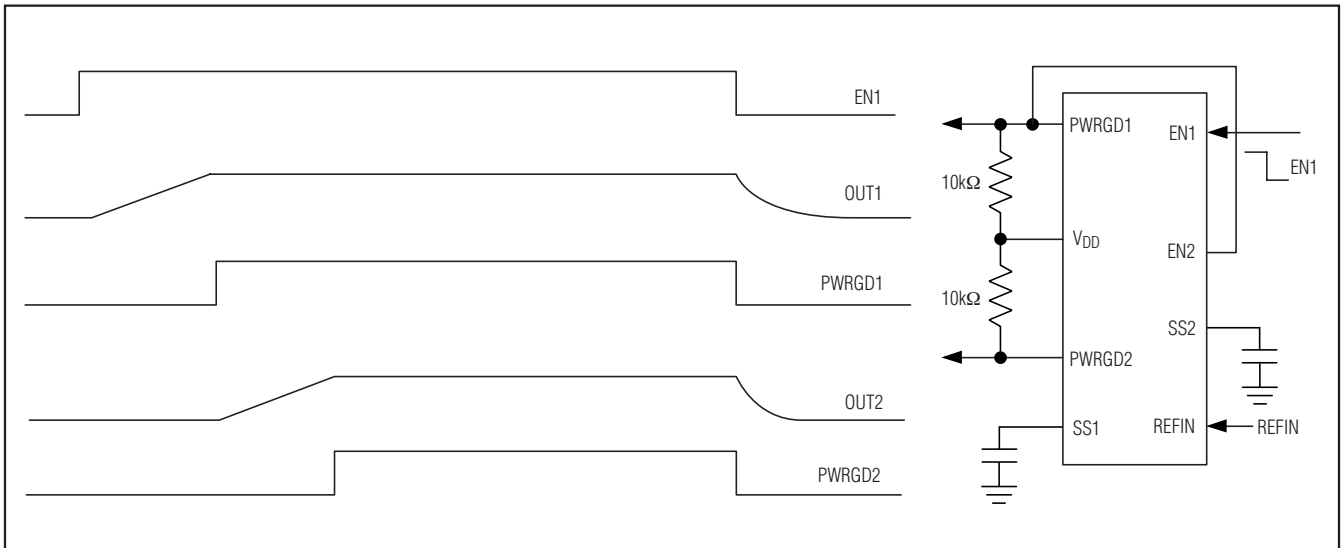 EN1
OUT1
PWRGD1
OUT2
PWRGD2
PWRGD1
EN1
EN1
10kΩ
VDD
EN2
10kΩ
SS2
PWRGD2
SS1
REFIN
REFIN